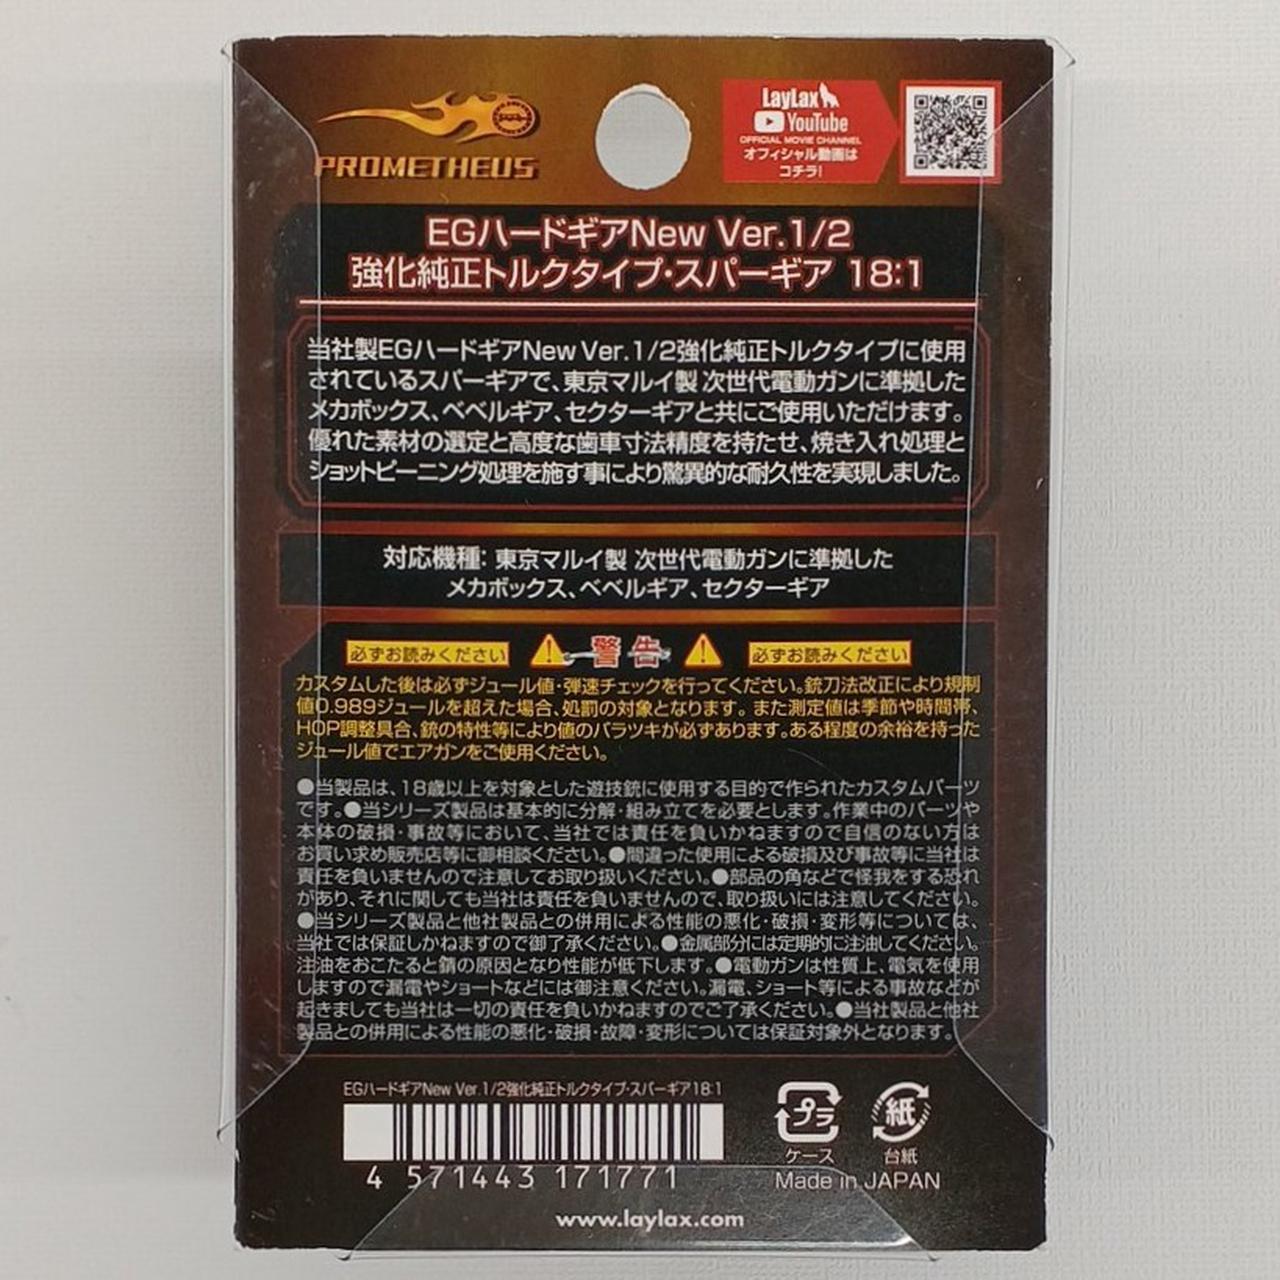 PROMETHEUS
LayLax
YouTube
OFFICIAL MOVIE CHANNEL
オフィシャル動画は
コチラ!
EGハードギアNew Ver.1/2
強化純正トルクタイプ・スパーギア 18:1
当社製EGハードギアNew Ver.1/2強化純正トルクタイプに使用
されているスパーギアで、東京マルイ製 次世代電動ガンに準拠した
メカボックス、ベベルギア、セクターギアと共にご使用いただけます。
優れた素材の選定と高度な歯車寸法精度を持たせ、焼き入れ処理と
ショットピーニング処理を施す事により驚異的な耐久性を実現しました。
対応機種: 東京マルイ製 次世代電動ガンに準拠した
メカボックス、ベベルギア、セクターギア
必ずお読みください 警告 必ずお読みください
カスタムした後は必ずジュール値・弾速チェックを行ってください。銃刀法改正により規制
値0.989ジュールを超えた場合、処罰の対象となります。また測定値は季節や時間帯、
HOP調整具合、銃の特性等により値のバラツキが必ずあります。ある程度の余裕を持った
ジュール値でエアガンをご使用ください。
●当製品は、18歳以上を対象とした遊技銃に使用する目的で作られたカスタムパーツ
です。●当シリーズ製品は基本的に分解・組み立てを必要とします。作業中のパーツや
本体の破損・事故等において、当社では責任を負いかねますので自信のない方は
お買い求め販売店等に御相談ください。●間違った使用による破損及び事故等に当社は
責任を負いませんので注意してお取り扱いください。●部品の角などで怪我をする恐れ
があり、それに関しても当社は責任を負いませんので、取り扱いには注意してください。
●当シリーズ製品と他社製品との併用による性能の悪化・破損・変形等については、
当社では保証しかねますので御了承ください。●金属部分には定期的に注油してください。
注油をおこたると錆の原因となり性能が低下します。●電動ガンは性質上、電気を使用
しますので漏電やショートなどには御注意ください。漏電、ショート等による事故などが
起きましても当社は一切の責任を負いかねますのでご了承ください。●当社製品と他社
製品との併用による性能の悪化・破損・故障・変形については保証対象外となります。
EGハードギアNew Ver.1/2強化純正トルクタイプ・スパーギア18:1
4 571443 171771
プラ
ケース
紙
台紙
Made in JAPAN
www.laylax.com